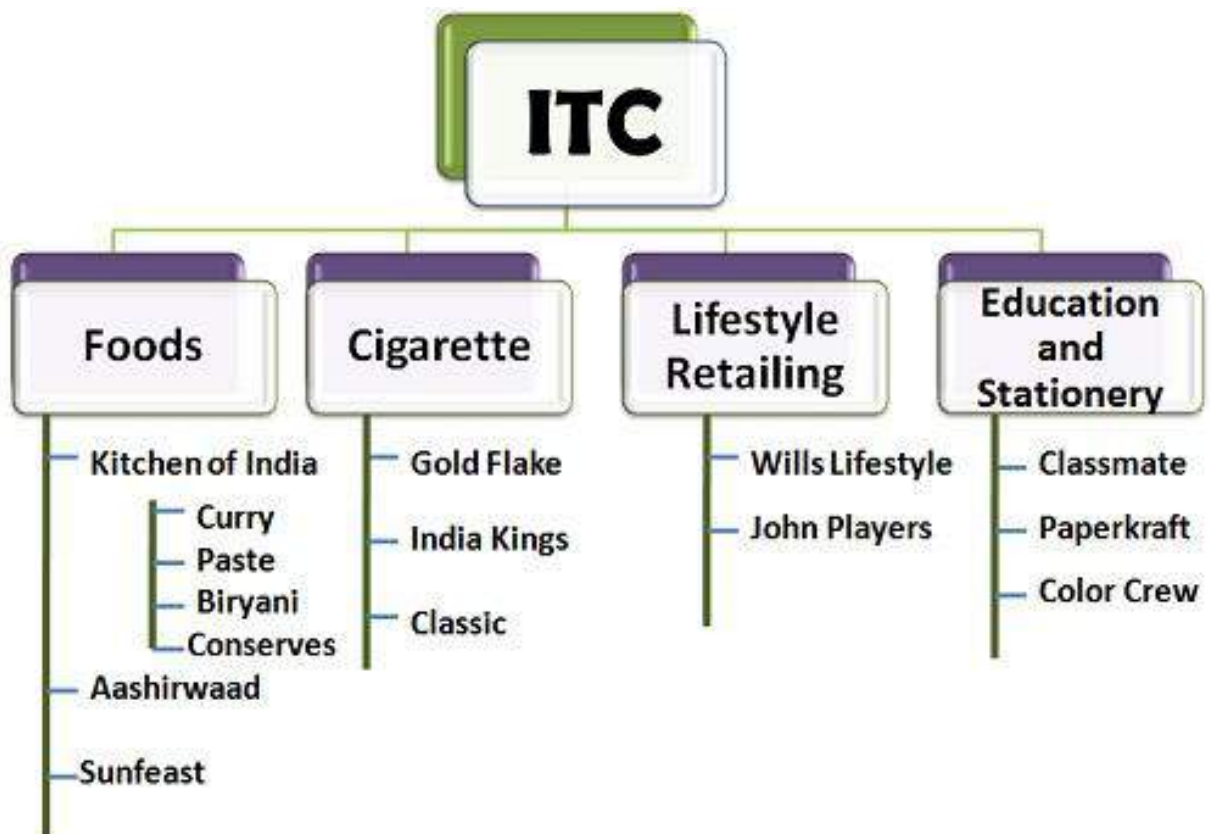 ITC
Foods
Kitchen of India
Curry
Paste
Biryani
Conserves
Aashirwaad
Sunfeast
Cigarette
Gold Flake
India Kings
Classic
Lifestyle
Retailing
Wills Lifestyle
John Players
Education
and
Stationery
Classmate
Paperkraft
Color Crew